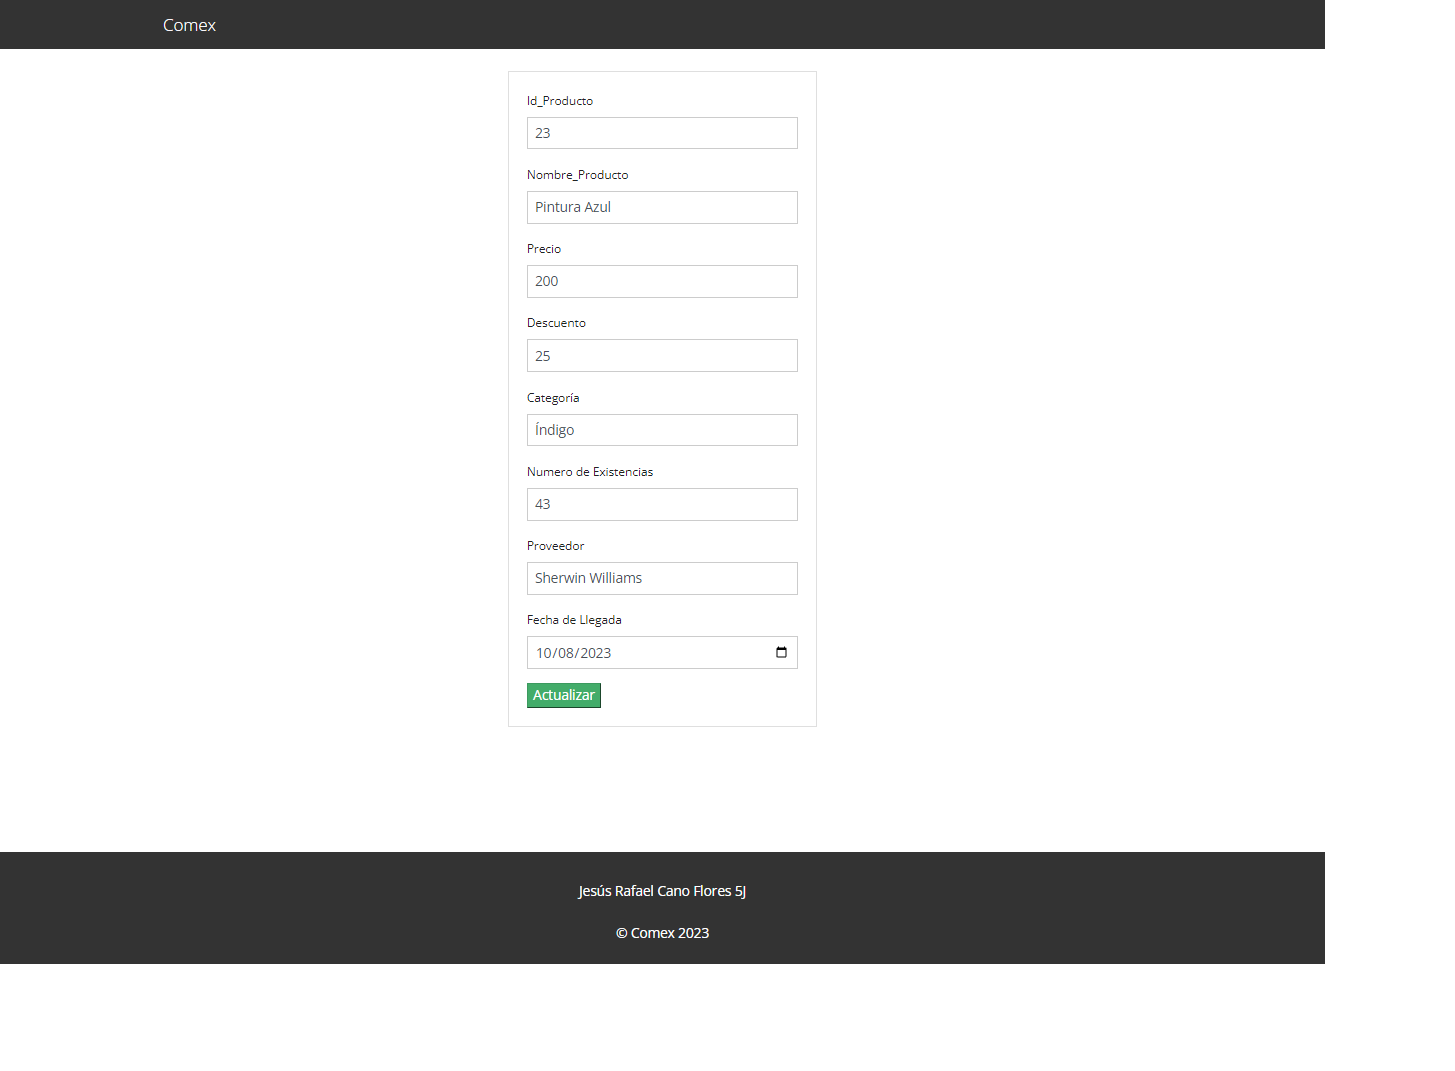 Comex
Id_Producto
23
Nombre_Producto
Pintura Azul
Precio
200
Descuento
25
Categoría
Índigo
Numero de Existencias
43
Proveedor
Sherwin Williams
Fecha de Llegada
10/08/2023
Actualizar
Jesús Rafael Cano Flores 5J
© Comex 2023